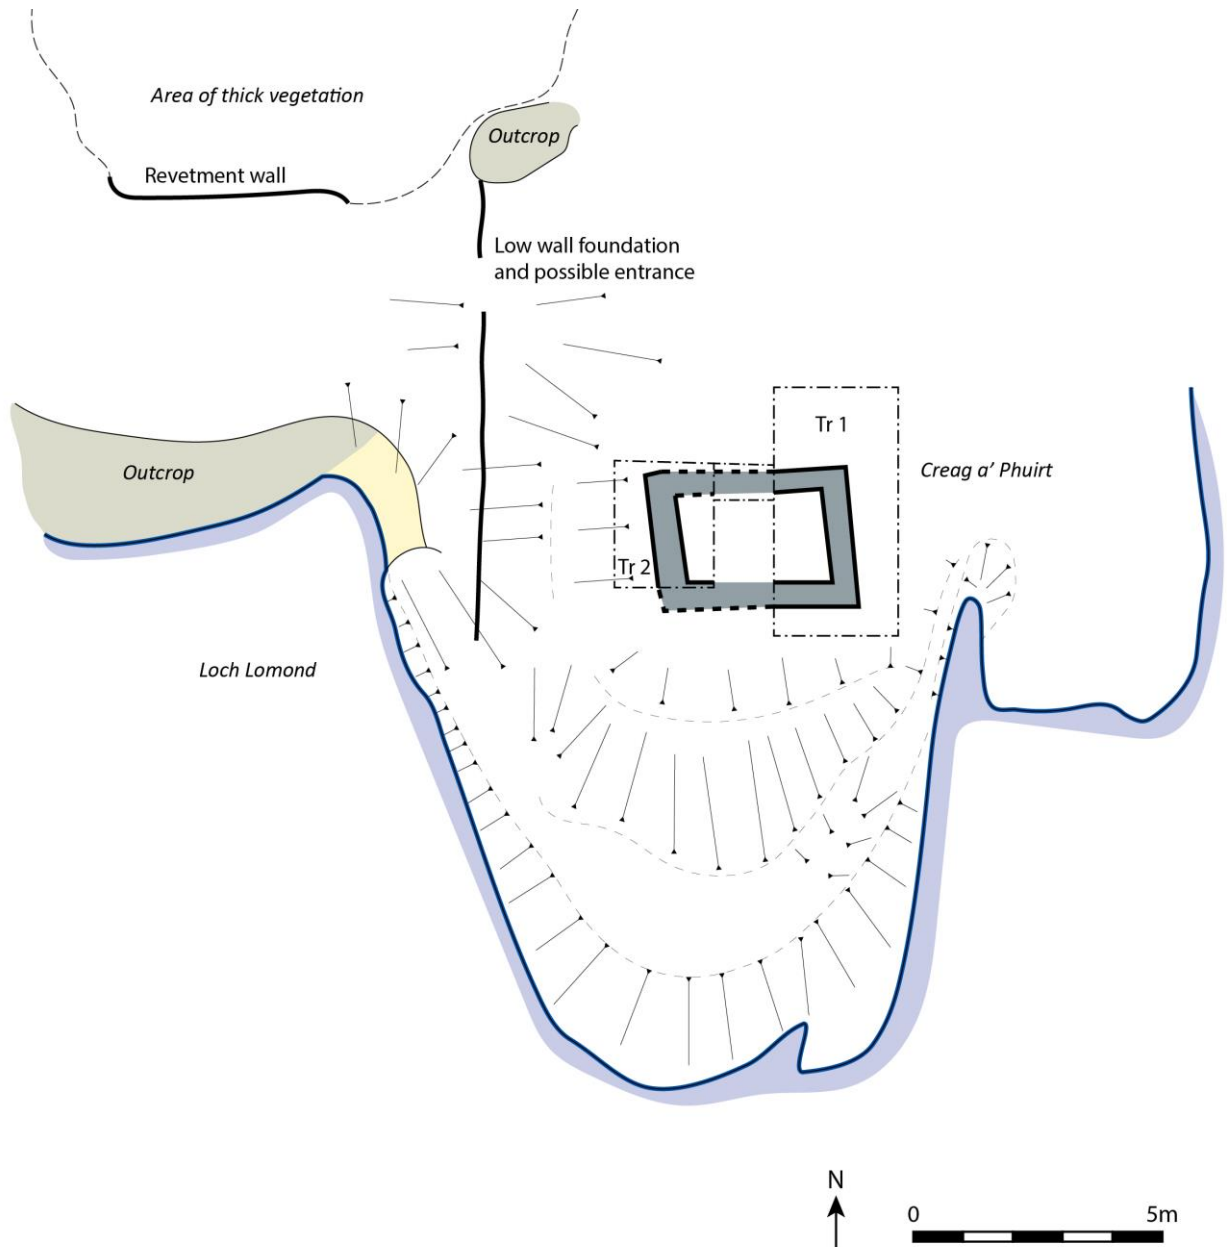 Area of thick vegetation
Outcrop
Revetment wall
Low wall foundation
and possible entrance
Tr 1
Outcrop
Creag a’ Phuirt
Tr 2
Loch Lomond
N
0
5m